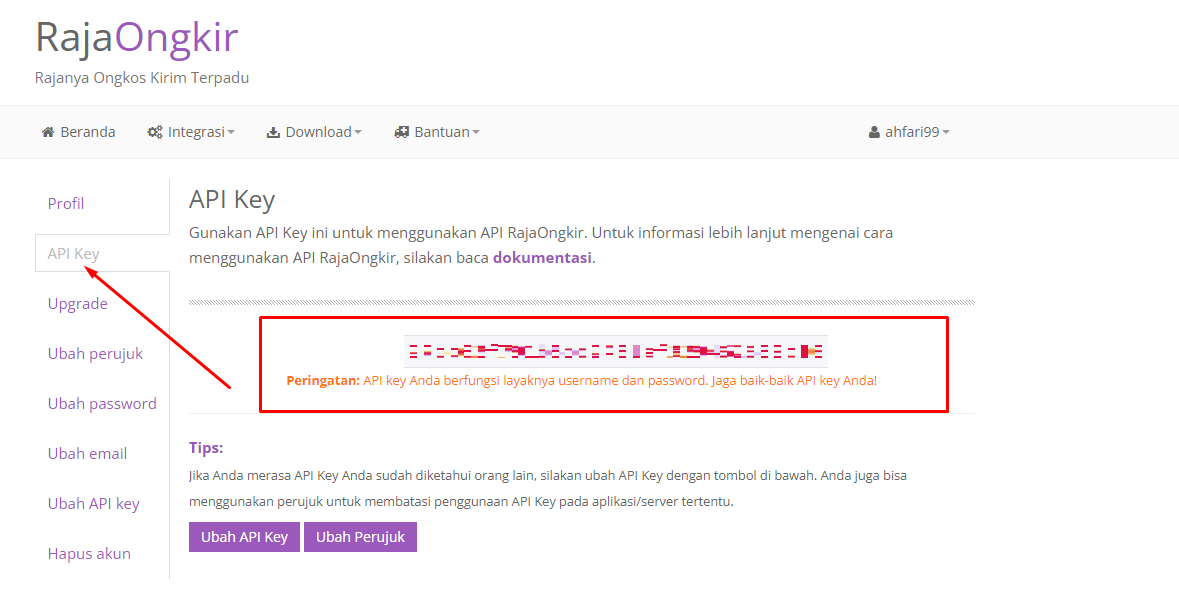 RajaOngkir
Rajanya Ongkos Kirim Terpadu
Beranda Integrasi Download Bantuan ahfari99
Profil
API Key
Upgrade
Ubah perujuk
Ubah password
Ubah email
Ubah API key
Hapus akun
API Key
Gunakan API Key ini untuk menggunakan API RajaOngkir. Untuk informasi lebih lanjut mengenai cara
menggunakan API RajaOngkir, silakan baca dokumentasi.
Peringatan: API key Anda berfungsi layaknya username dan password. Jaga baik-baik API key Anda!
Tips:
Jika Anda merasa API Key Anda sudah diketahui orang lain, silakan ubah API Key dengan tombol di bawah. Anda juga bisa
menggunakan perujuk untuk membatasi penggunaan API Key pada aplikasi/server tertentu.
Ubah API Key Ubah Perujuk